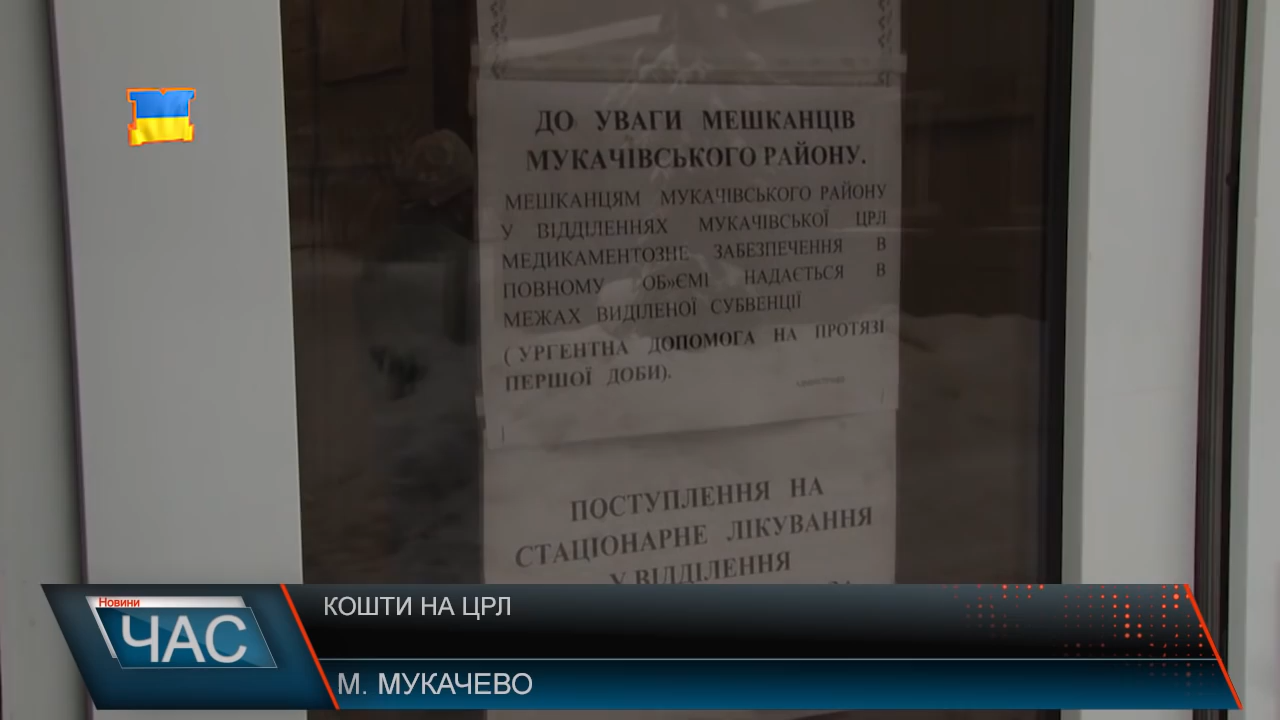 ДО УВАГИ МЕШКАНЦІВ
МУКАЧІВСЬКОГО РАЙОНУ.
МЕШКАНЦЯМ МУКАЧІВСЬКОГО РАЙОНУ
У ВІДДІЛЕННЯХ МУКАЧІВСЬКОЇ ЦРЛ
МЕДИКАМЕНТОЗНЕ ЗАБЕЗПЕЧЕННЯ В
ПОВНОМУ ОБ»ЄМІ НАДАЄТЬСЯ В
МЕЖАХ ВИДІЛЕНОЇ СУБВЕНЦІЇ
( УРГЕНТНА ДОПОМОГА НА ПРОТЯЗІ
ПЕРШОЇ ДОБИ).
ПОСТУПЛЕННЯ НА
СТАЦІОНАРНЕ ЛІКУВАННЯ
У ВІДДІЛЕННЯ
Новини
ЧАС
КОШТИ НА ЦРЛ
М. МУКАЧЕВО